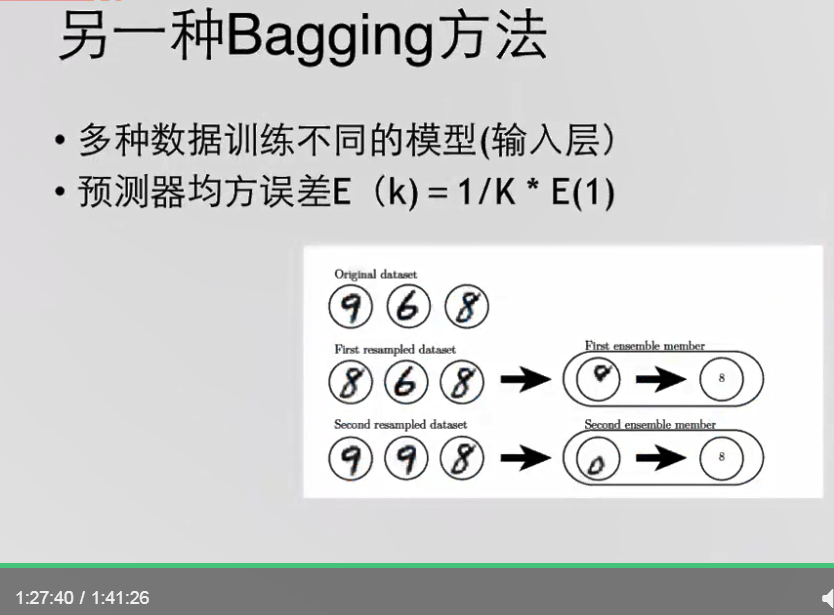 另一种Bagging方法
• 多种数据训练不同的模型(输入层）
• 预测器均方误差E（k) = 1/K * E(1)
Original dataset
9 6 8
First resampled dataset
First ensemble member
8 6 8
8
Second resampled dataset
Second ensemble member
9 9 8
8
1:27:40 / 1:41:26